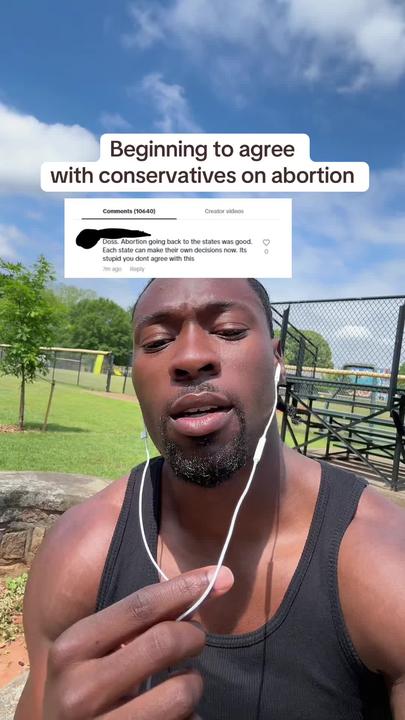 Beginning to agree
with conservatives on abortion
Comments (10640) Creator videos
Doss. Abortion going back to the states was good.
Each state can make their own decisions now. Its
stupid you dont agree with this
7m ago Reply
0